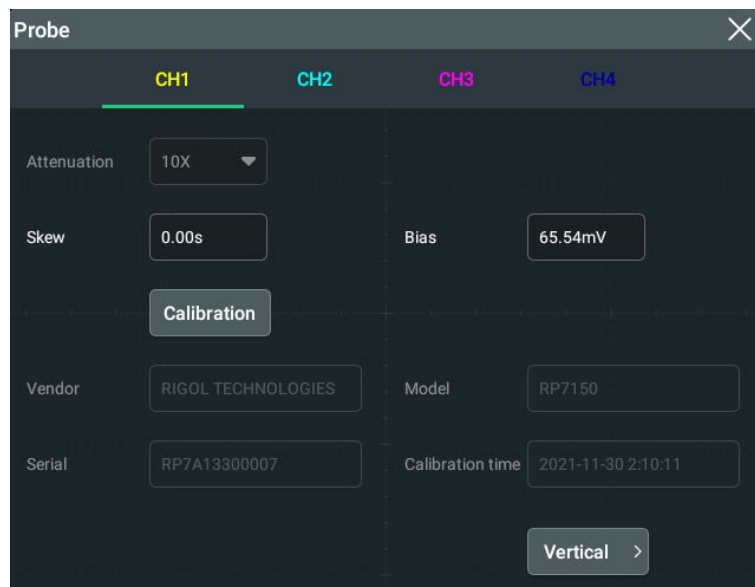 Probe
CH1 CH2 CH3 CH4
Attenuation 10X
Skew 0.00s Bias 65.54mV
Calibration
Vendor RIGOL TECHNOLOGIES Model RP7150
Serial RP7A13300007 Calibration time 2021-11-30 2:10:11
Vertical >